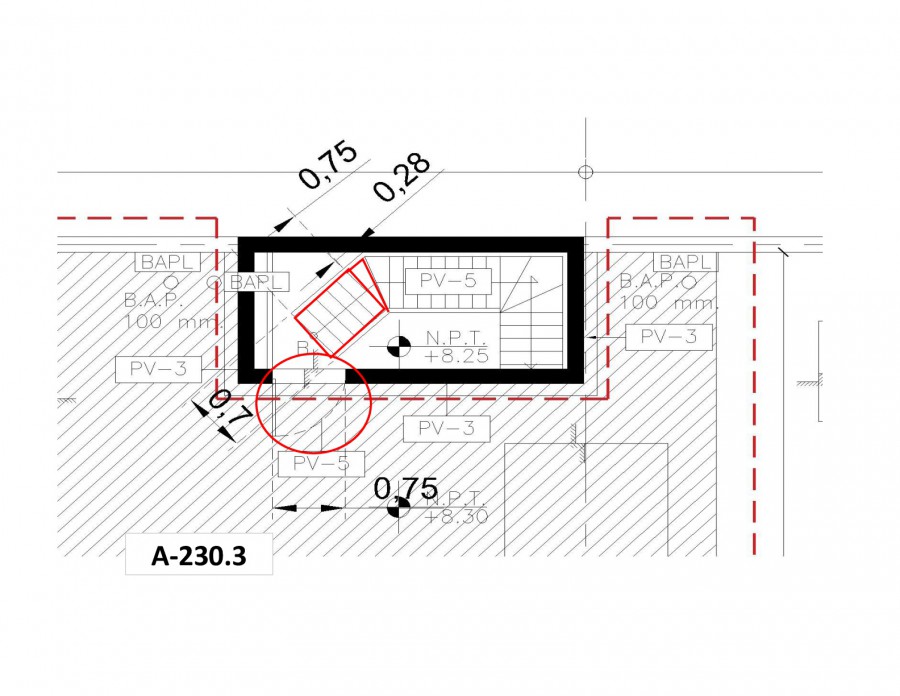 0,75
0,28
BAPL
BAPL
BAPL
B.A.P.
100 mm.
PV-5
B.A.P.
100 mm.
N.P.T.
+8.25
PV-3
PV-3
0,7
PV-3
PV-5
0,75
N.P.T.
+8.30
A-230.3